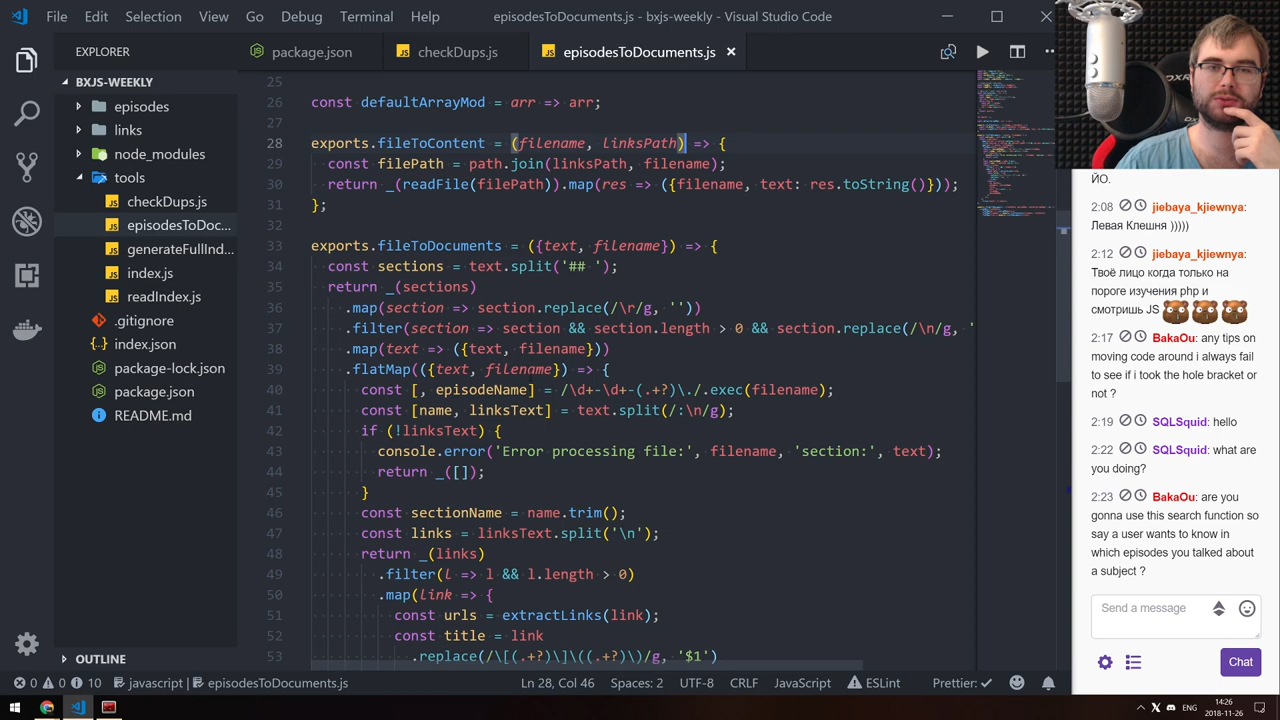 File Edit Selection View Go Debug Terminal Help episodesToDocuments.js - bxjs-weekly - Visual Studio Code
EXPLORER
BXJS-WEEKLY
episodes
links
node_modules
tools
checkDups.js
episodesToDoc...
generateFullInd...
index.js
readIndex.js
.gitignore
index.json
package-lock.json
package.json
README.md
OUTLINE
package.json checkDups.js episodesToDocuments.js
25
26 const defaultArrayMod = arr => arr;
27
28 exports.fileToContent = (filename, linksPath) => {
29 const filePath = path.join(linksPath, filename);
30 return _(readFile(filePath)).map(res => ({filename, text: res.toString()}));
31 };
32
33 exports.fileToDocuments = ({text, filename}) => {
34 const sections = text.split('## ');
35 return _(sections)
36 .map(section => section.replace(/\r/g, ''))
37 .filter(section => section && section.length > 0 && section.replace(/\n/g, '
38 .map(text => ({text, filename}))
39 .flatMap(({text, filename}) => {
40 const [, episodeName] = /\d+-\d+-(.+?)\./.exec(filename);
41 const [name, linksText] = text.split(/:\n/g);
42 if (!linksText) {
43 console.error('Error processing file:', filename, 'section:', text);
44 return _([]);
45 }
46 const sectionName = name.trim();
47 const links = linksText.split('\n');
48 return _(links)
49 .filter(l => l && l.length > 0)
50 .map(link => {
51 const urls = extractLinks(link);
52 const title = link
53 .replace(/\[(.+?)\]\((.+?)\)/g, '$1')
0 0 10 javascript | episodesToDocuments.js Ln 28, Col 46 Spaces: 2 UTF-8 CRLF JavaScript ESLint Prettier:
ЙО.
2:08 jiebaya_kjiewnya:
Левая Клешня )))))
2:12 jiebaya_kjiewnya:
Твоё лицо когда только на
пороге изучения php и
смотришь JS
2:17 BakaOu: any tips on
moving code around i always fail
to see if i took the hole bracket or
not ?
2:19 SQLSquid: hello
2:22 SQLSquid: what are
you doing?
2:23 BakaOu: are you
gonna use this search function so
say a user wants to know in
which episodes you talked about
a subject ?
Send a message
Chat
ENG 14:26
2018-11-26